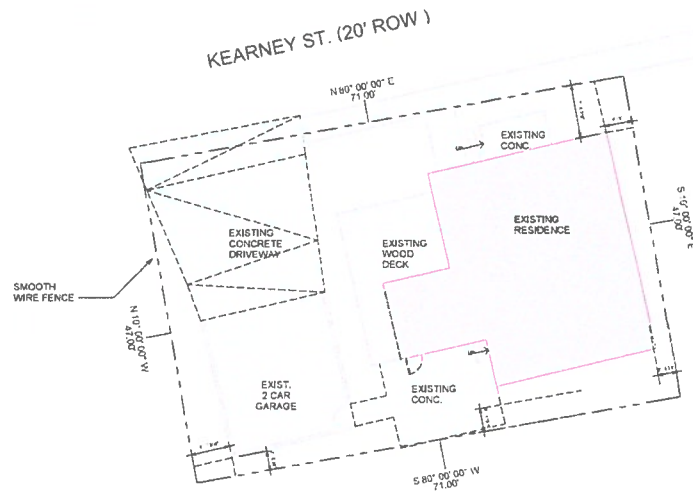 KEARNEY ST. (20' ROW )
N 80° 00' 00" E
71.00'
EXISTING
CONC.
EXISTING
RESIDENCE
S 10° 00' 00" E
47.00'
EXISTING
CONCRETE
DRIVEWAY
EXISTING
WOOD
DECK
SMOOTH
WIRE FENCE
N 10° 00' 00" W
47.00'
EXIST.
2 CAR
GARAGE
EXISTING
CONC.
S 80° 00' 00" W
71.00'